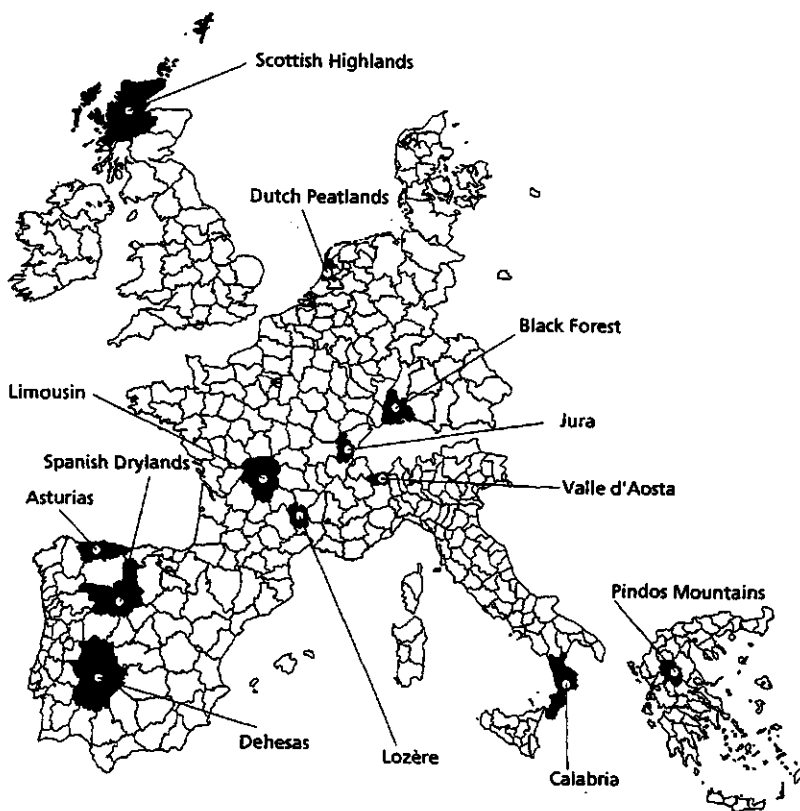 Scottish Highlands
Dutch Peatlands
Black Forest
Limousin
Jura
Spanish Drylands
Valle d'Aosta
Asturias
Pindos Mountains
Dehesas
Lozère
Calabria